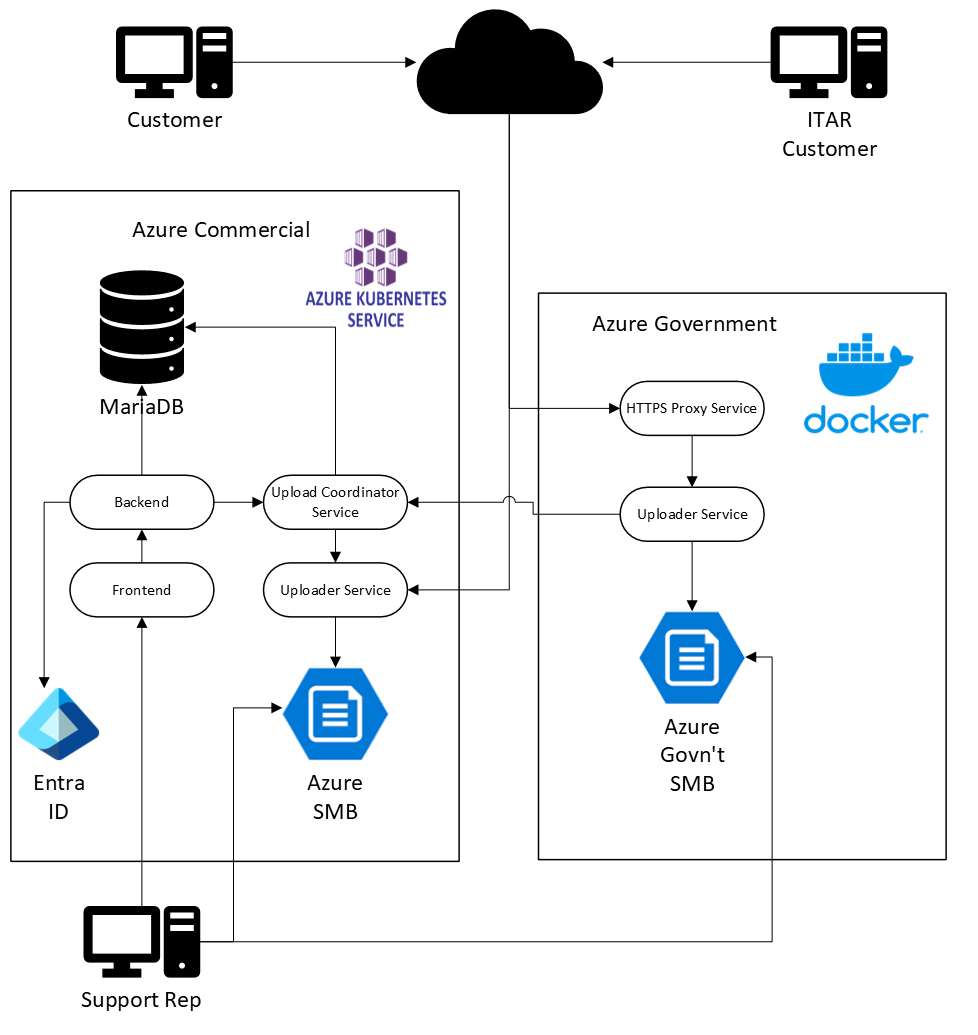 Customer
ITAR
Customer
Azure Commercial
AZURE KUBERNETES
SERVICE
MariaDB
Backend
Upload Coordinator
Service
Frontend
Uploader Service
Entra
ID
Azure
SMB
Azure Government
docker
HTTPS Proxy Service
Uploader Service
Azure
Govn't
SMB
Support Rep